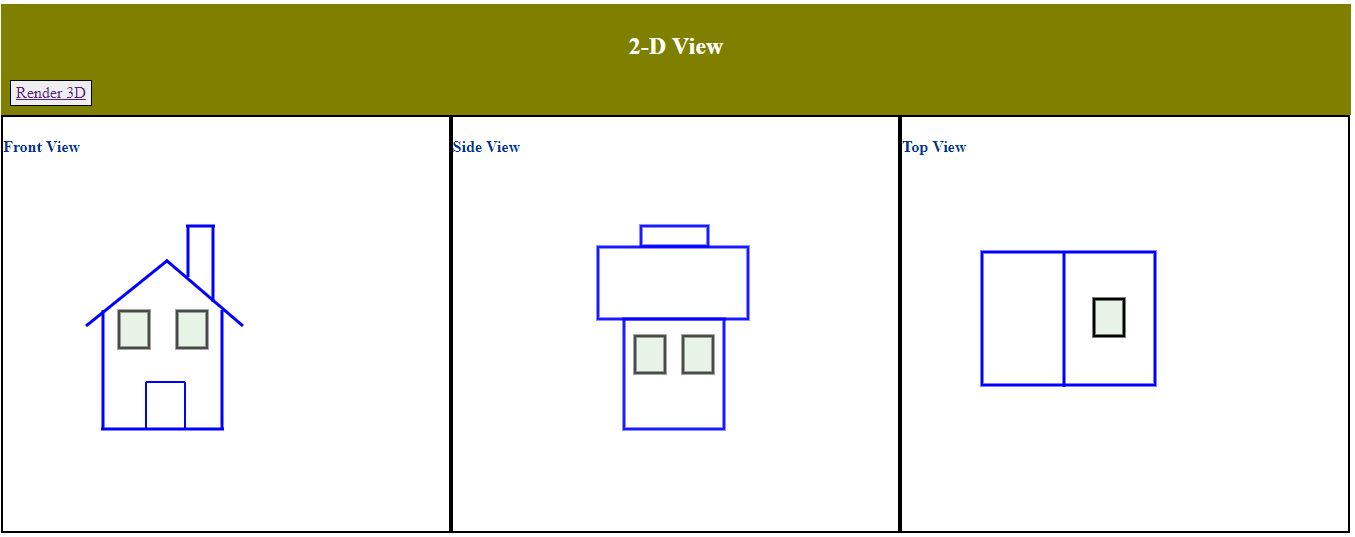 2-D View
Render 3D
Front View
Side View
Top View